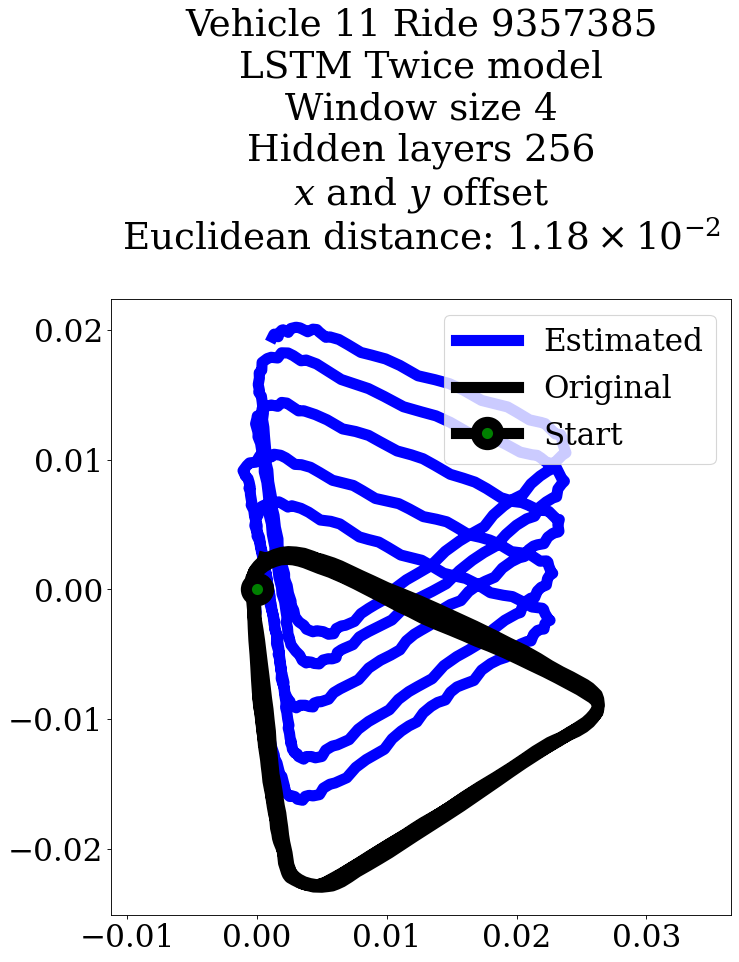 Vehicle 11 Ride 9357385
LSTM Twice model
Window size 4
Hidden layers 256
x and y offset
Euclidean distance: 1.18 × 10⁻²
Estimated
Original
Start
0.02
0.01
0.00
−0.01
−0.02
−0.01
0.00
0.01
0.02
0.03